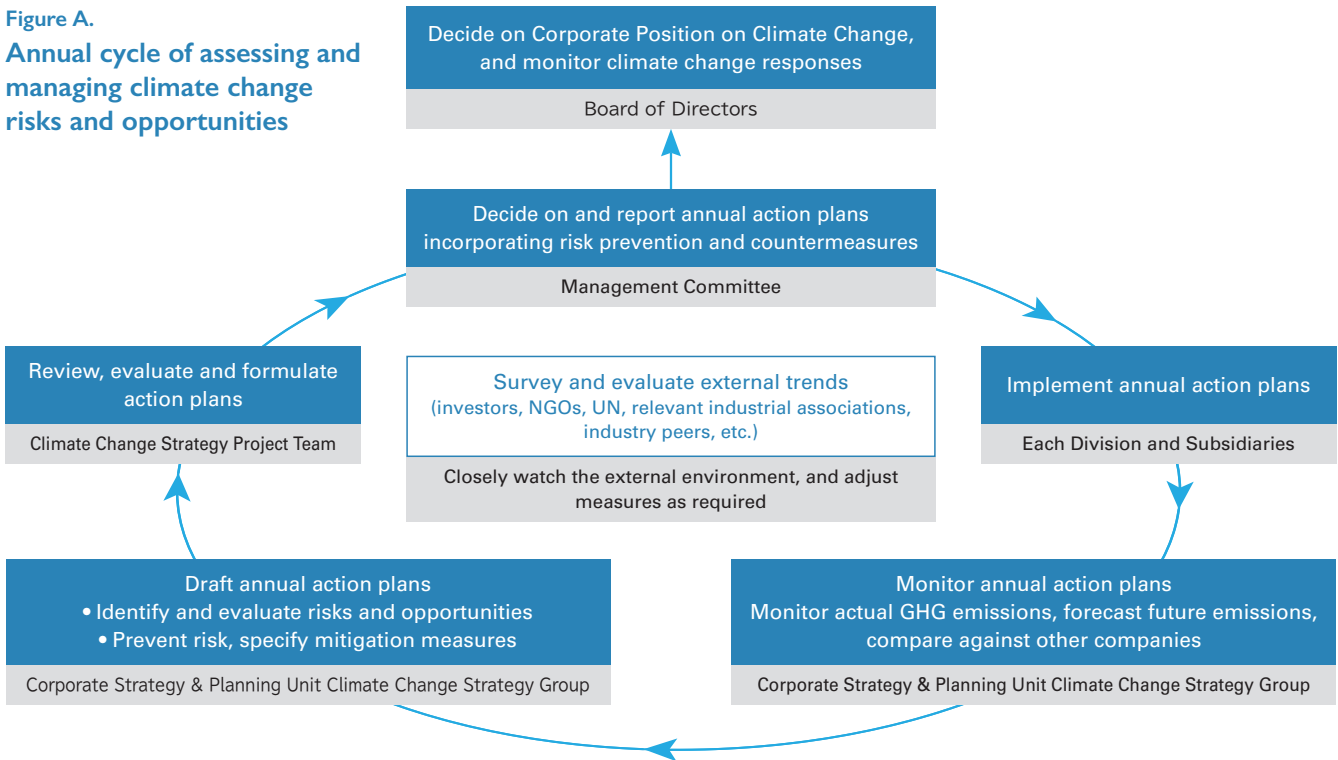 Figure A.
Annual cycle of assessing and
managing climate change
risks and opportunities
Decide on Corporate Position on Climate Change,
and monitor climate change responses
Board of Directors
Decide on and report annual action plans
incorporating risk prevention and countermeasures
Management Committee
Review, evaluate and formulate
action plans
Climate Change Strategy Project Team
Survey and evaluate external trends
(investors, NGOs, UN, relevant industrial associations,
industry peers, etc.)
Closely watch the external environment, and adjust
measures as required
Implement annual action plans
Each Division and Subsidiaries
Draft annual action plans
• Identify and evaluate risks and opportunities
• Prevent risk, specify mitigation measures
Corporate Strategy & Planning Unit Climate Change Strategy Group
Monitor annual action plans
Monitor actual GHG emissions, forecast future emissions,
compare against other companies
Corporate Strategy & Planning Unit Climate Change Strategy Group